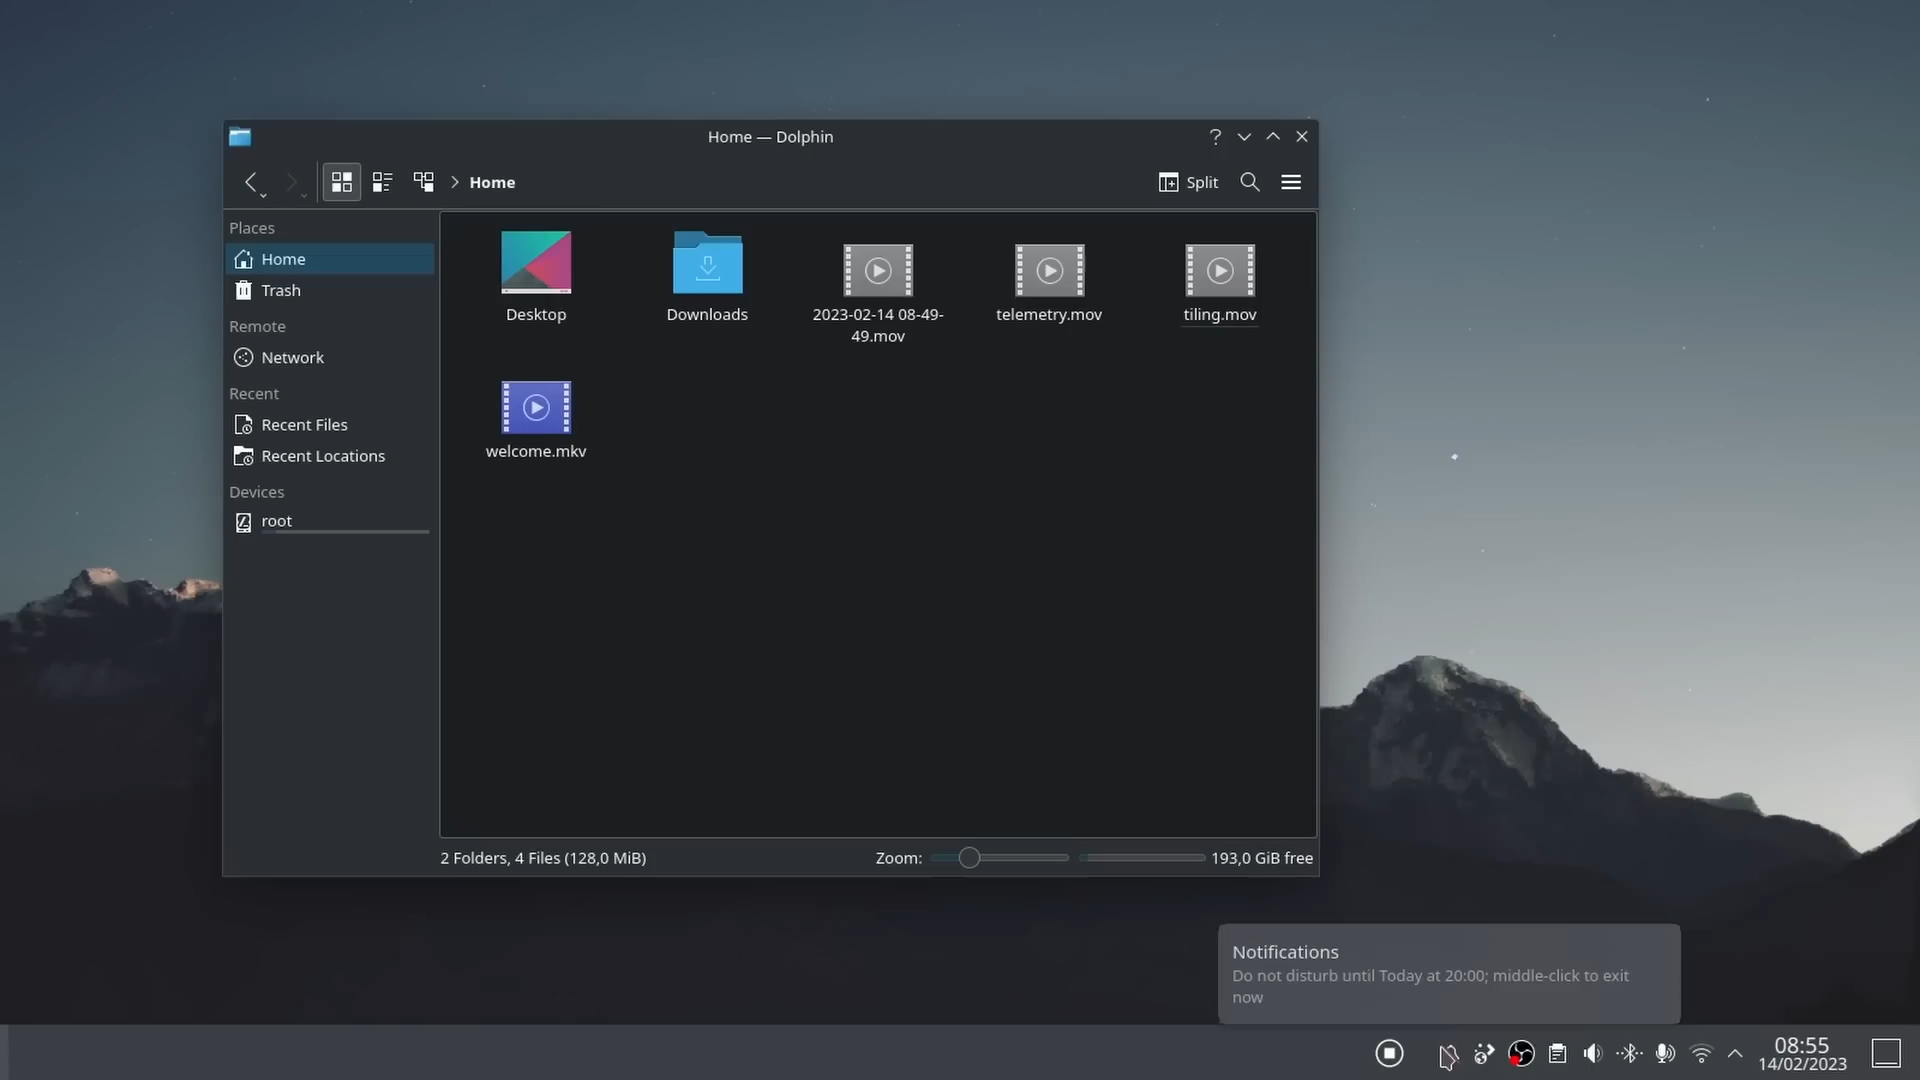 Home — Dolphin
Home
Split
Places
Home
Trash
Remote
Network
Recent
Recent Files
Recent Locations
Devices
root
Desktop
Downloads
2023-02-14 08-49-
49.mov
telemetry.mov
tiling.mov
welcome.mkv
2 Folders, 4 Files (128,0 MiB)
Zoom:
193,0 GiB free
Notifications
Do not disturb until Today at 20:00; middle-click to exit
now
08:55
14/02/2023